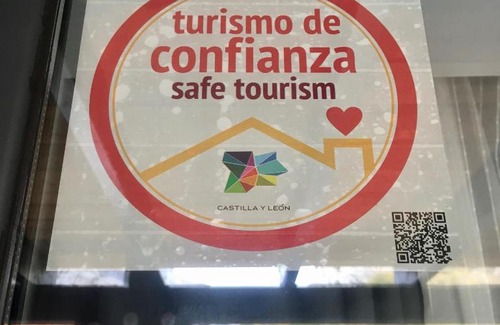 turismo de
confianza
safe tourism
CASTILLA Y LEÓN